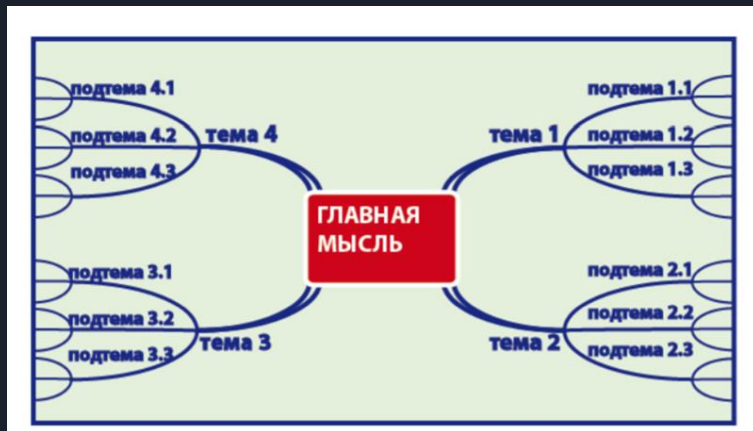 подтема 4.1
тема 4
подтема 4.2
подтема 4.3
подтема 1.1
тема 1
подтема 1.2
подтема 1.3
ГЛАВНАЯ
МЫСЛЬ
подтема 3.1
подтема 3.2
тема 3
подтема 3.3
подтема 2.1
подтема 2.2
тема 2
подтема 2.3